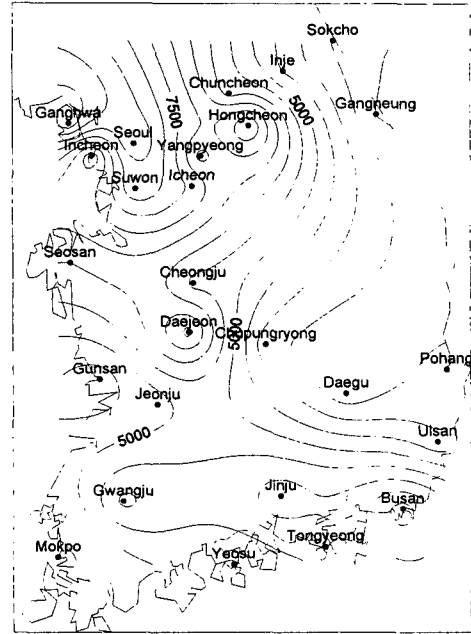 Sokcho
Inje
Chuncheon
5000
Ganghwa
7500
Hongcheon
Gangneung
Seoul
Incheon
Yangpyeong
Suwon
Icheon
Seosan
Cheongju
Daejeon
Chupungryong
5000
Pohang
Gunsan
Daegu
Jeonju
5000
Ulsan
Gwangju
Jinju
Busan
Tongyeong
Mokpo
Yeosu